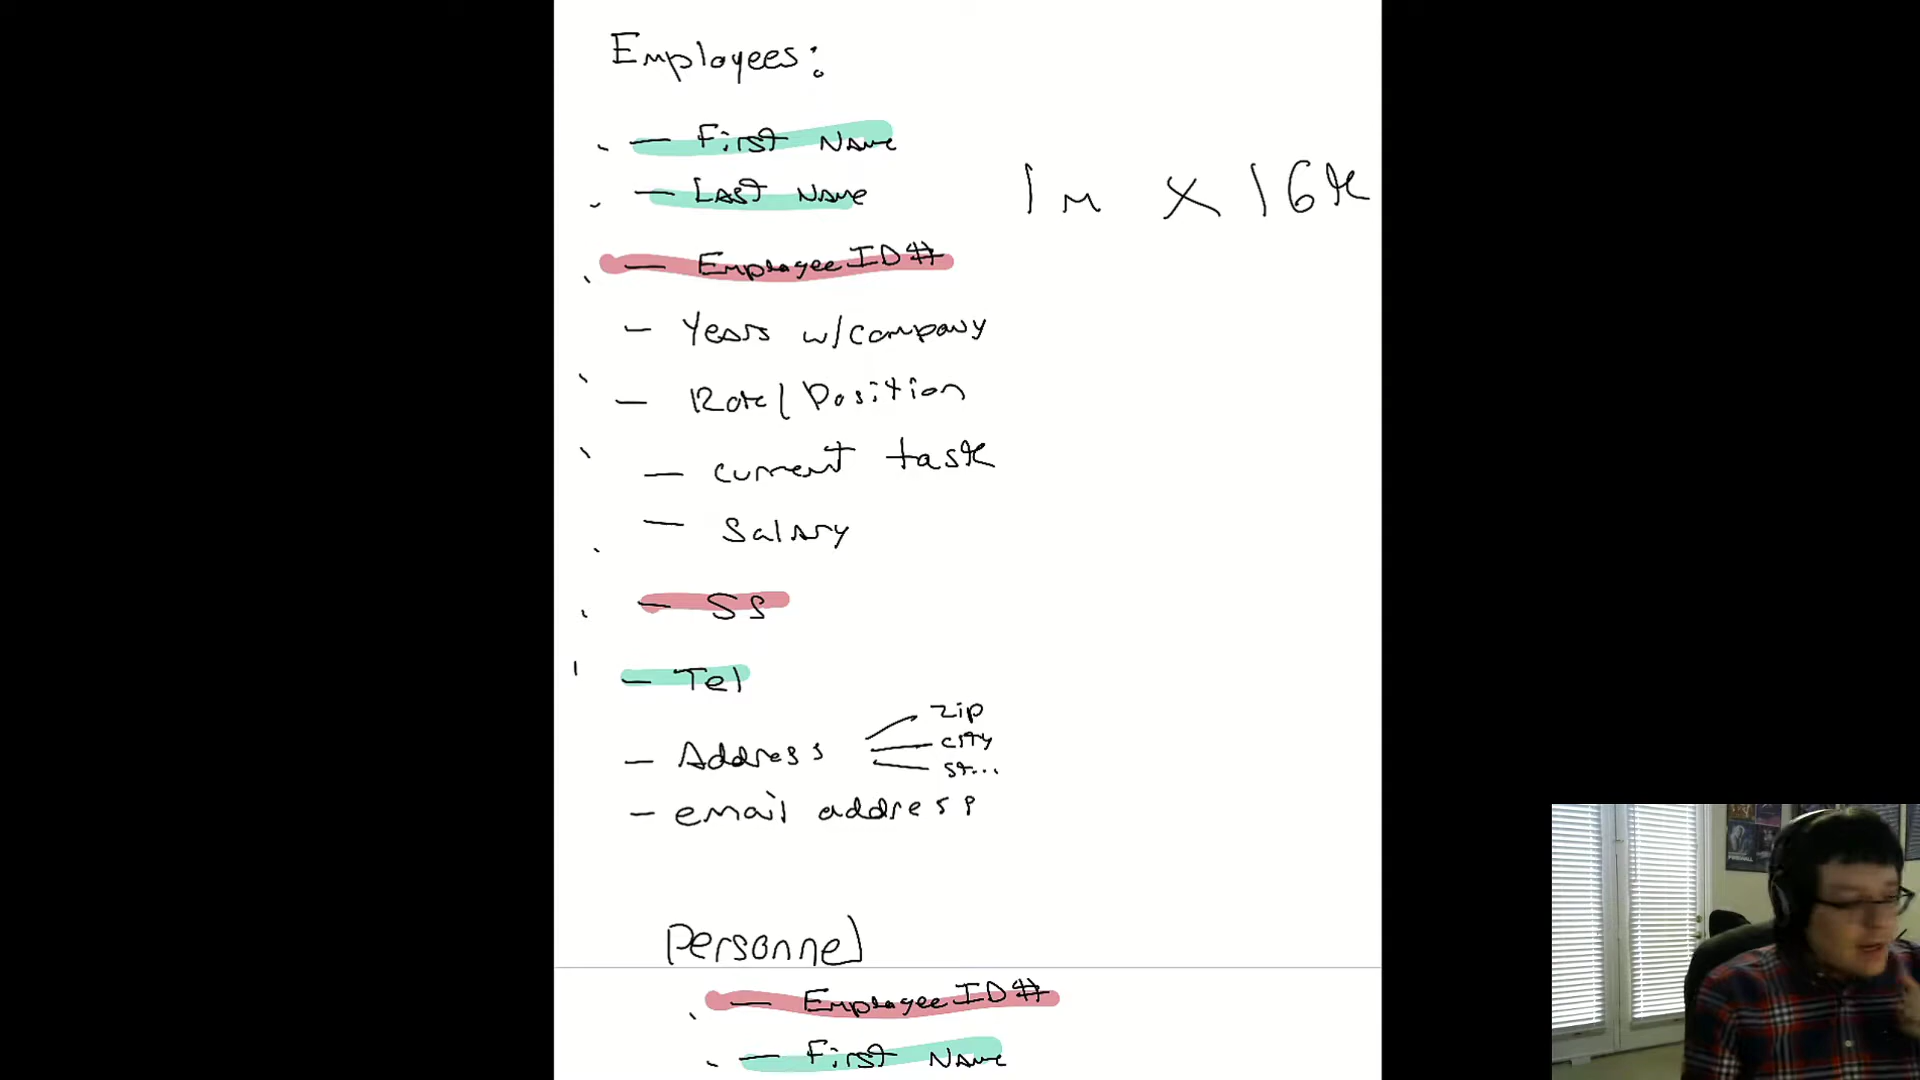 Employees:
— First Name
— Last Name
1M X 16K
— Employee ID#
— Years w/company
— Role/Position
— current task
— Salary
— SS
— Tel
Zip
— Address
City
St...
— email address
Personnel
— Employee ID#
— First Name